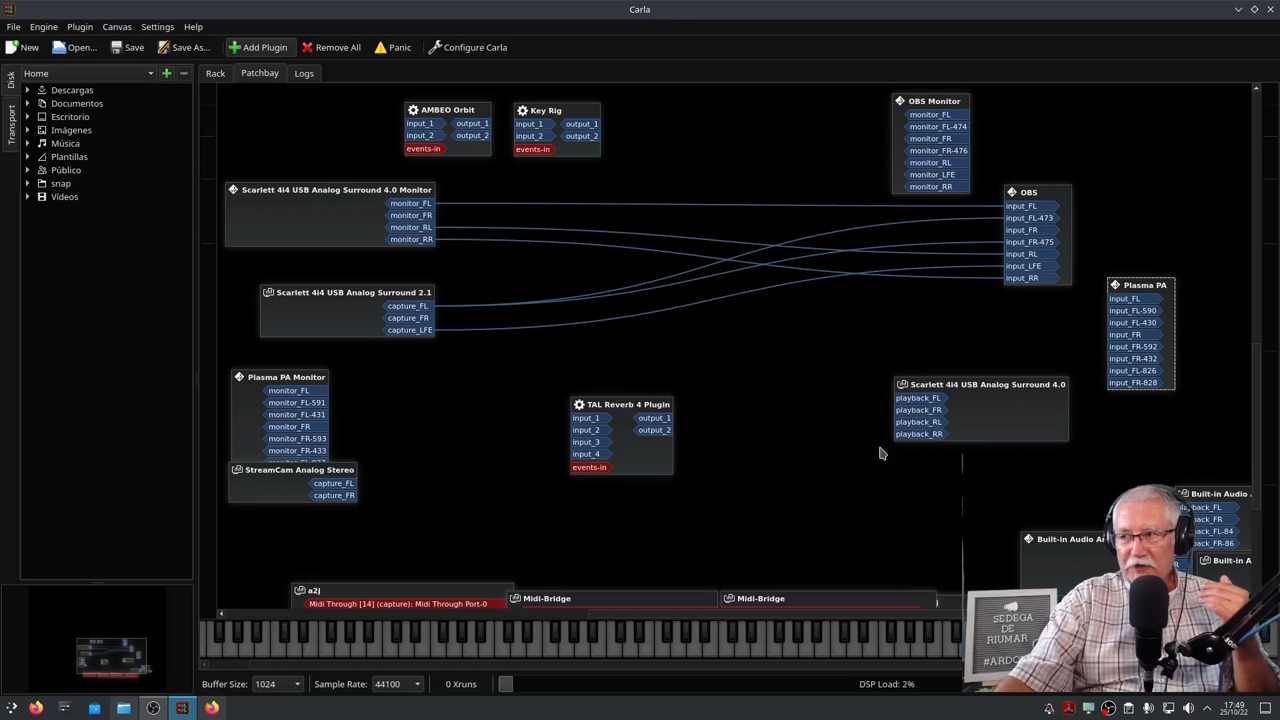 Carla
File Engine Plugin Canvas Settings Help
New Open... Save Save As... Add Plugin Remove All Panic Configure Carla
Disk
Transport
Home
Descargas
Documentos
Escritorio
Imágenes
Música
Plantillas
Público
snap
Vídeos
Rack Patchbay Logs
AMBEO Orbit
input_1 output_1
input_2 output_2
events-in
Key Rig
input_1 output_1
input_2 output_2
events-in
OBS Monitor
monitor_FL
monitor_FL-474
monitor_FR
monitor_FR-476
monitor_RL
monitor_LFE
monitor_RR
Scarlett 4i4 USB Analog Surround 4.0 Monitor
monitor_FL
monitor_FR
monitor_RL
monitor_RR
OBS
input_FL
input_FL-473
input_FR
input_FR-475
input_RL
input_LFE
input_RR
Scarlett 4i4 USB Analog Surround 2.1
capture_FL
capture_FR
capture_LFE
Plasma PA
input_FL
input_FL-590
input_FL-430
input_FR
input_FR-592
input_FR-432
input_FL-826
input_FR-828
Plasma PA Monitor
monitor_FL
monitor_FL-591
monitor_FL-431
monitor_FR
monitor_FR-593
monitor_FR-433
StreamCam Analog Stereo
capture_FL
capture_FR
TAL Reverb 4 Plugin
input_1 output_1
input_2 output_2
input_3
input_4
events-in
Scarlett 4i4 USB Analog Surround 4.0
playback_FL
playback_FR
playback_RL
playback_RR
Built-in Audio
playback_FL
playback_FR
FL-84
FR-86
Built-in Audio
Built-in A
a2j
Midi Through [14] (capture): Midi Through Port-0
Midi-Bridge
Midi-Bridge
SEDEGA
DE
RIUMAR
Buffer Size: 1024 Sample Rate: 44100 0 Xruns DSP Load: 2%
17:49
25/10/22